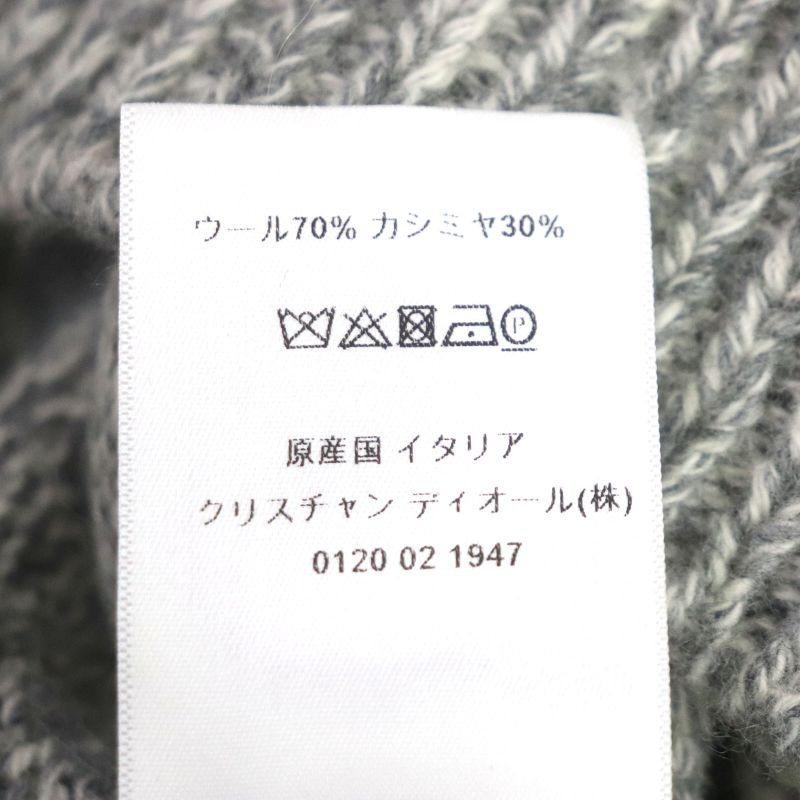 ウール70% カシミヤ30%
P
原産国 イタリア
クリスチャン ディオール(株)
0120 02 1947